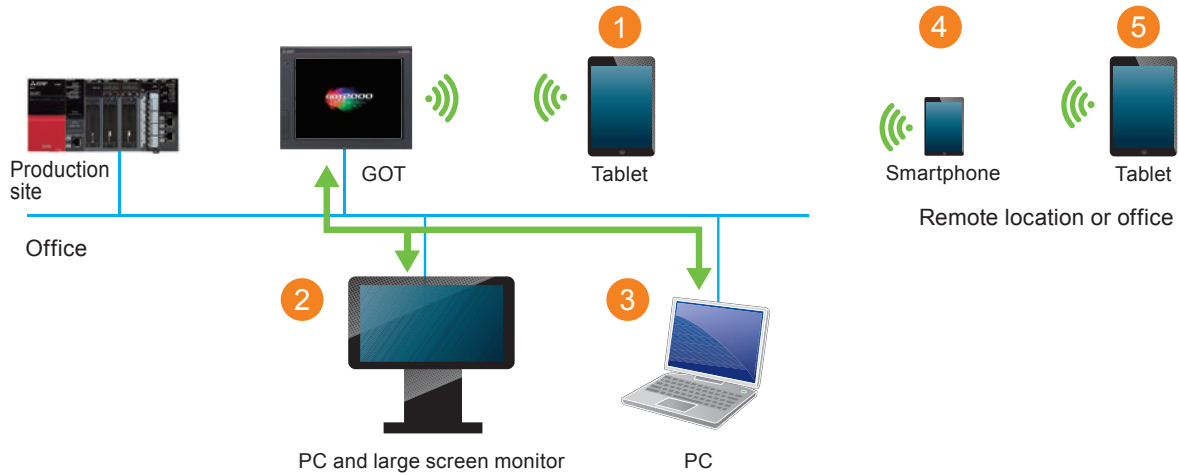 1
4
5
GOT2000
Production
site
GOT
Tablet
Smartphone
Tablet
Remote location or office
Office
2
3
PC and large screen monitor
PC